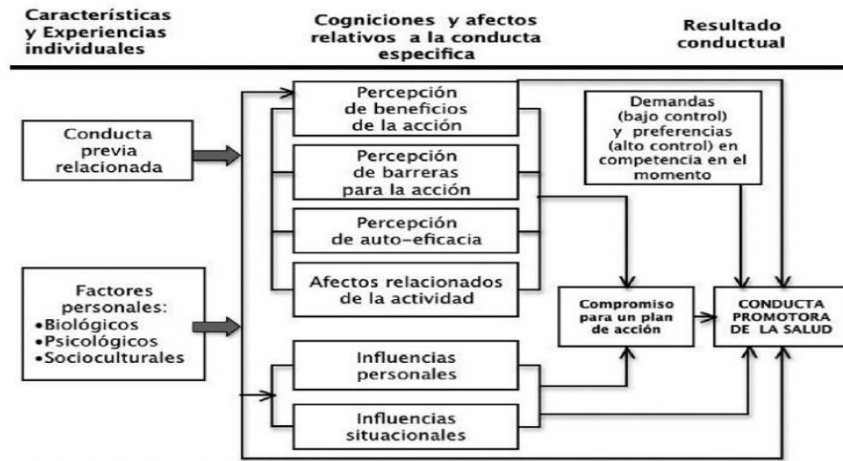 Características
y Experiencias
individuales
Cogniciones y afectos
relativos a la conducta
especifica
Resultado
conductual
Conducta
previa
relacionada
Factores
personales:
•Biológicos
•Psicológicos
•Socioculturales
Percepción
de beneficios
de la acción
Percepción
de barreras
para la acción
Percepción
de auto-eficacia
Afectos relacionados
de la actividad
Influencias
personales
Influencias
situacionales
Demandas
(bajo control)
y preferencias
(alto control) en
competencia en el
momento
Compromiso
para un plan
de acción
CONDUCTA
PROMOTORA
DE LA SALUD